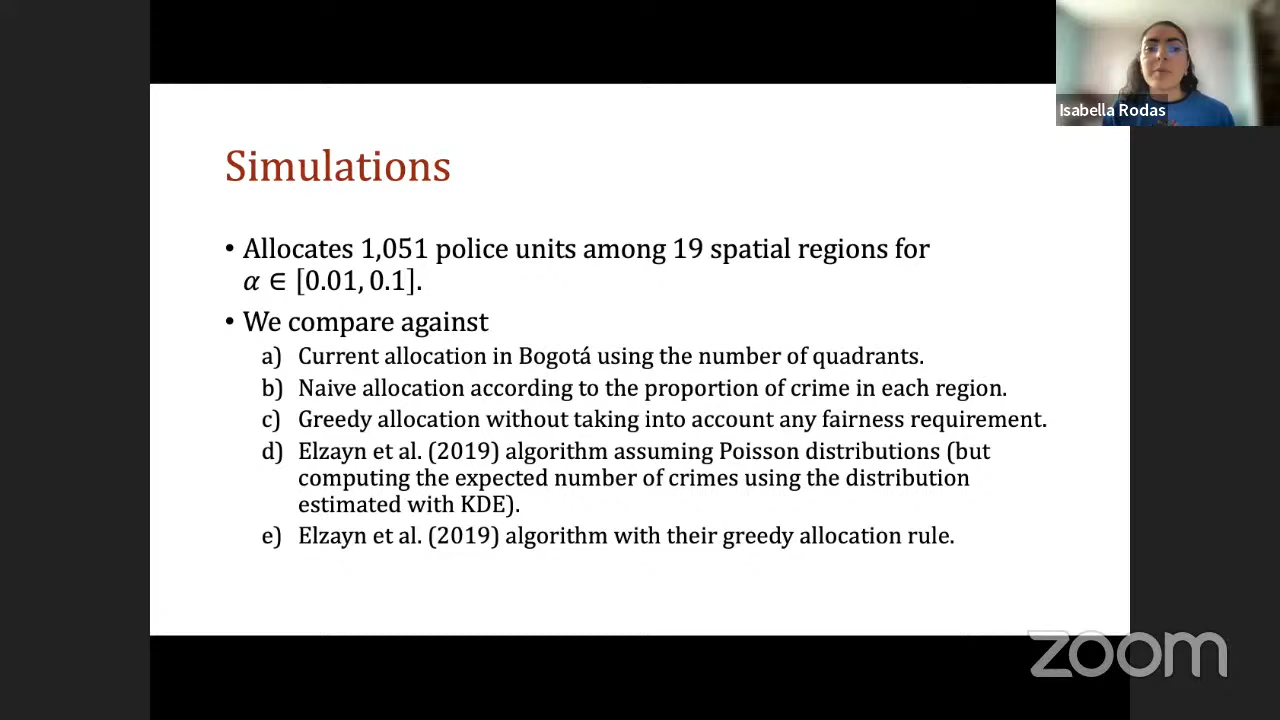 Isabella Rodas
Simulations
• Allocates 1,051 police units among 19 spatial regions for
α ∈ [0.01, 0.1].
• We compare against
a) Current allocation in Bogotá using the number of quadrants.
b) Naive allocation according to the proportion of crime in each region.
c) Greedy allocation without taking into account any fairness requirement.
d) Elzayn et al. (2019) algorithm assuming Poisson distributions (but
computing the expected number of crimes using the distribution
estimated with KDE).
e) Elzayn et al. (2019) algorithm with their greedy allocation rule.
zoom